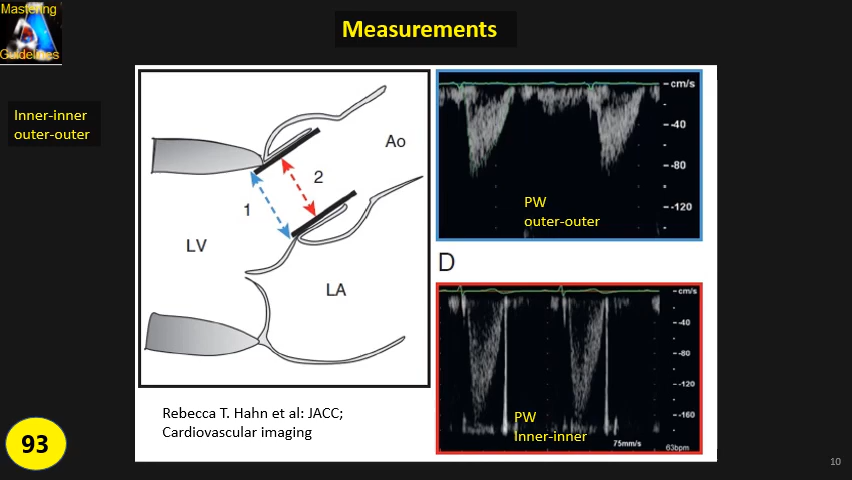 Mastering
Guidelines
Measurements
Inner-inner
outer-outer
Ao
2
1
LV
LA
cm/s
-40
-80
-120
PW
outer-outer
D
cm/s
-40
-80
-120
-160
PW
Inner-inner
75mm/s
63bpm
Rebecca T. Hahn et al: JACC;
Cardiovascular imaging
93
10